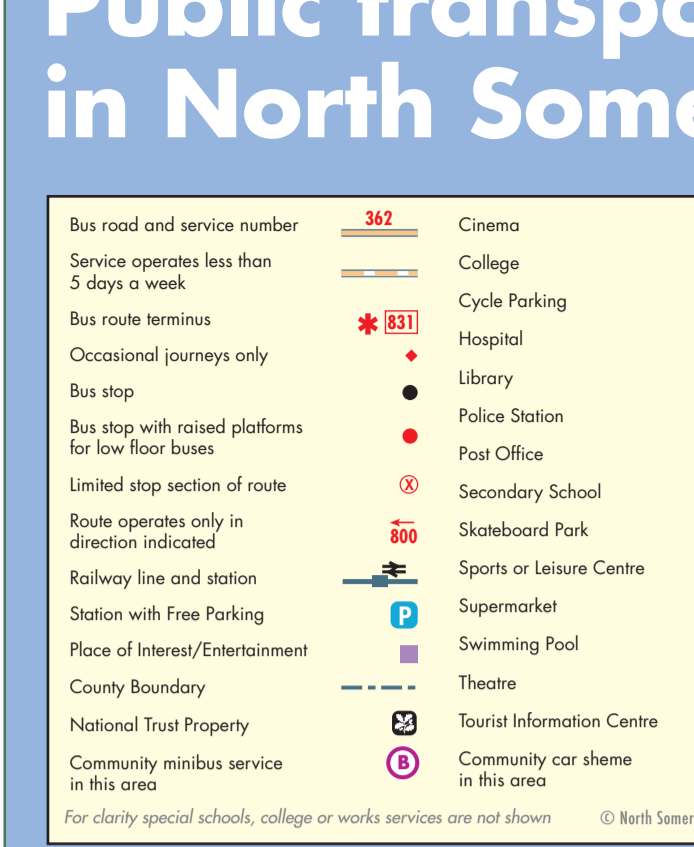 Public transpo
in North Some
Bus road and service number
362
Service operates less than
5 days a week
Bus route terminus
831
Occasional journeys only
Bus stop
Bus stop with raised platforms
for low floor buses
Limited stop section of route
X
Route operates only in
direction indicated
800
Railway line and station
Station with Free Parking
P
Place of Interest/Entertainment
County Boundary
National Trust Property
Community minibus service
in this area
B
Cinema
College
Cycle Parking
Hospital
Library
Police Station
Post Office
Secondary School
Skateboard Park
Sports or Leisure Centre
Supermarket
Swimming Pool
Theatre
Tourist Information Centre
Community car sheme
in this area
For clarity special schools, college or works services are not shown
© North Somer